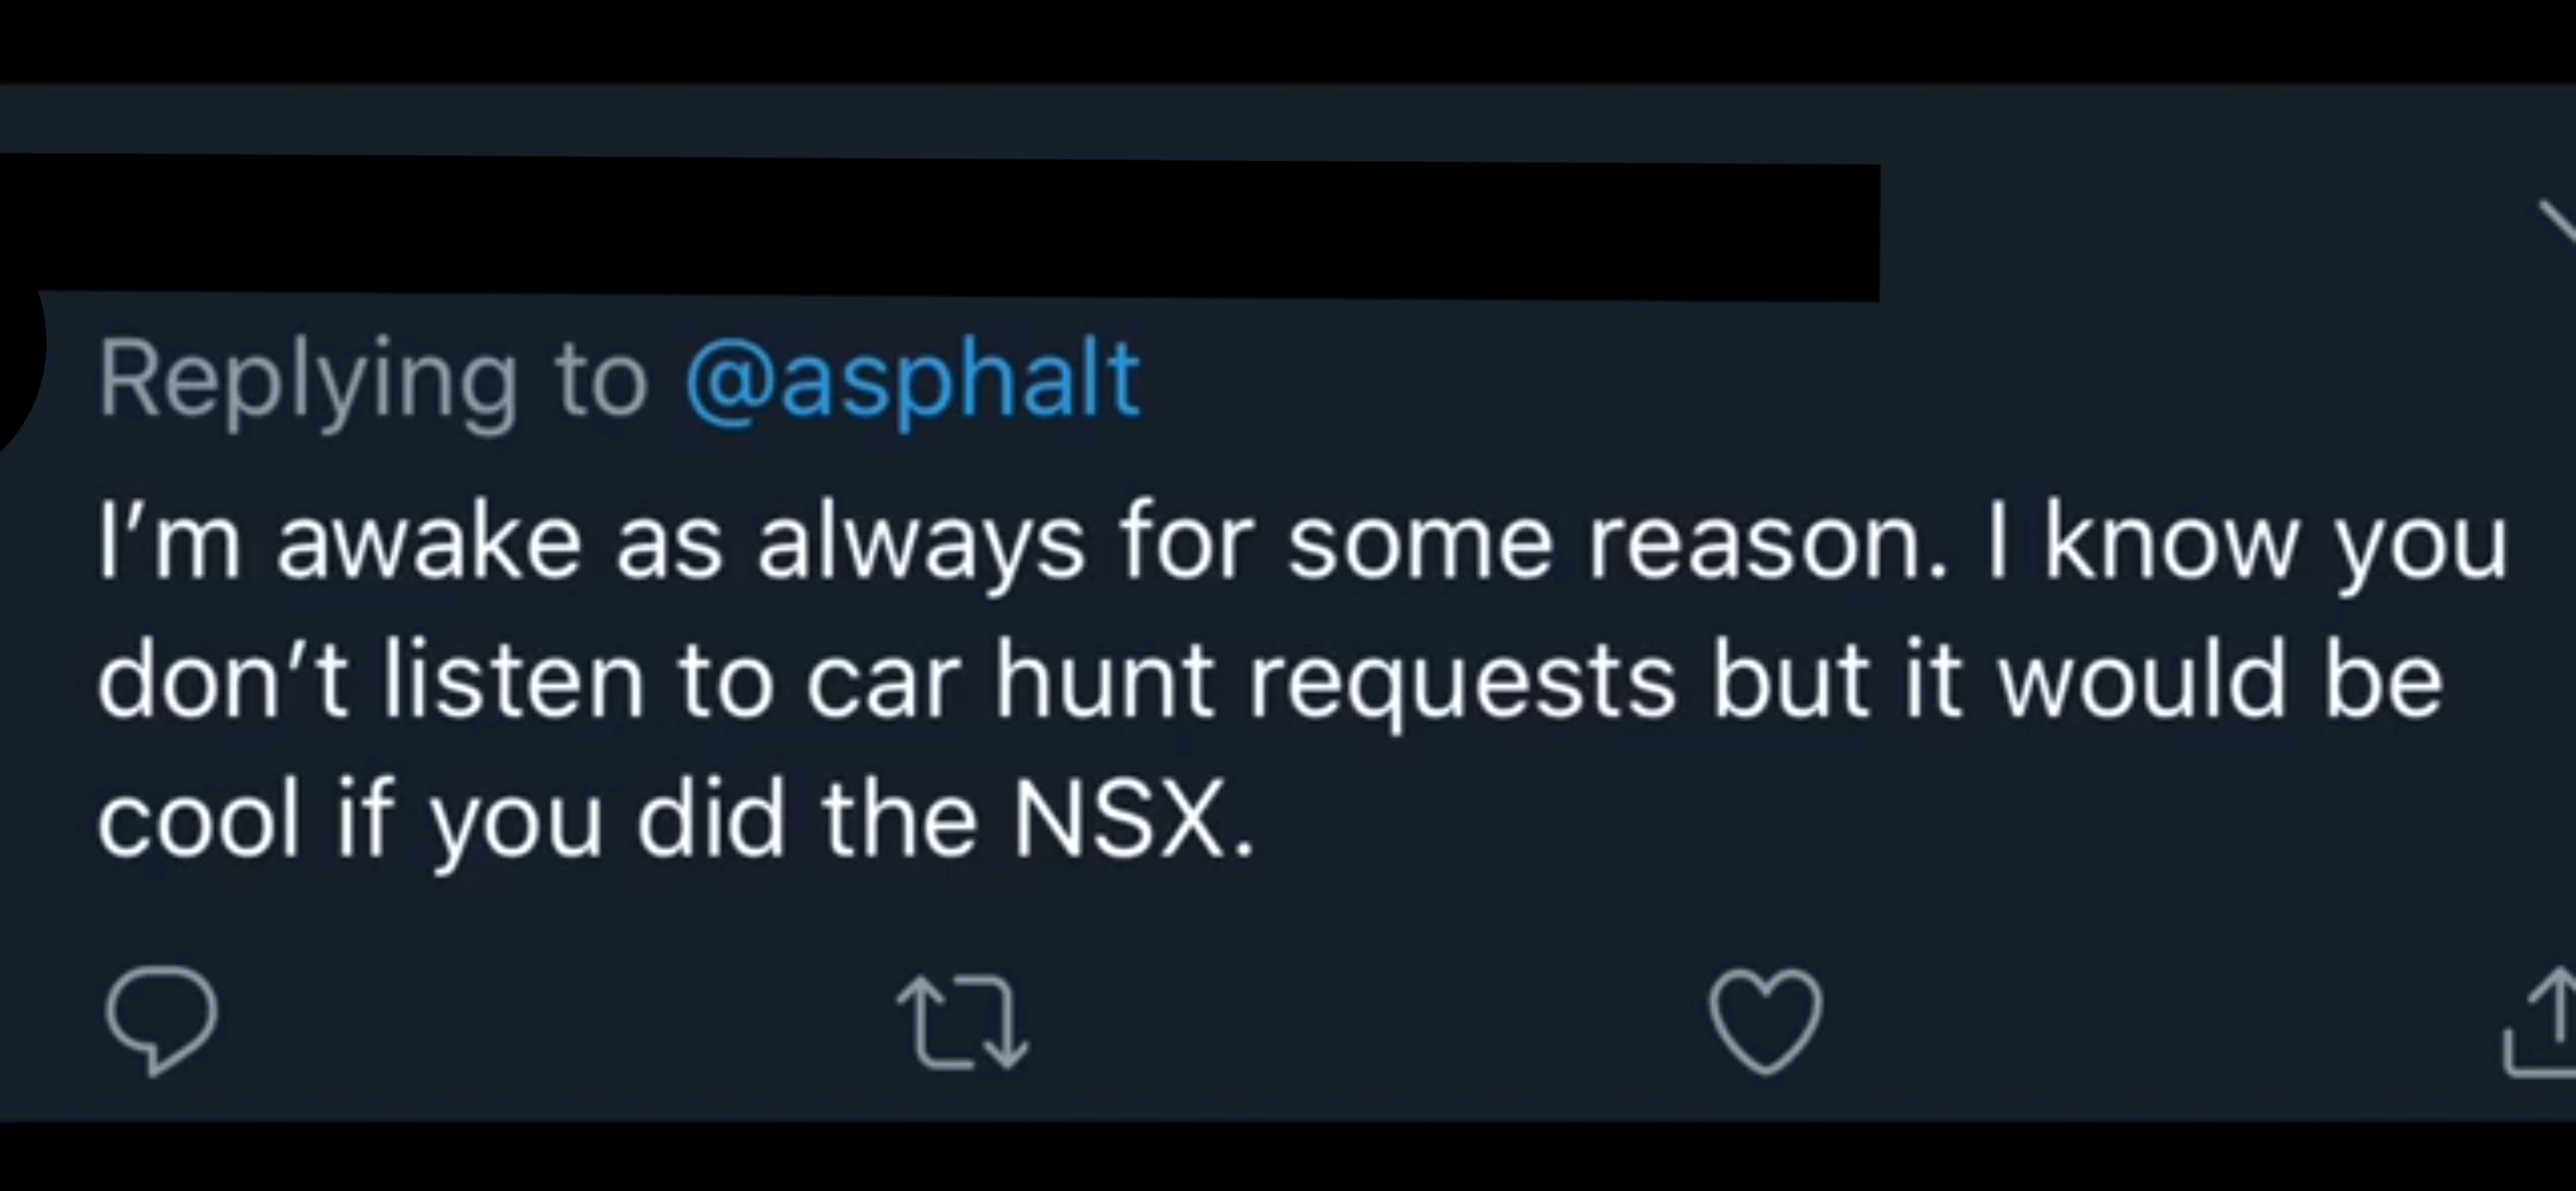 Replying to @asphalt
I’m awake as always for some reason. I know you
don’t listen to car hunt requests but it would be
cool if you did the NSX.